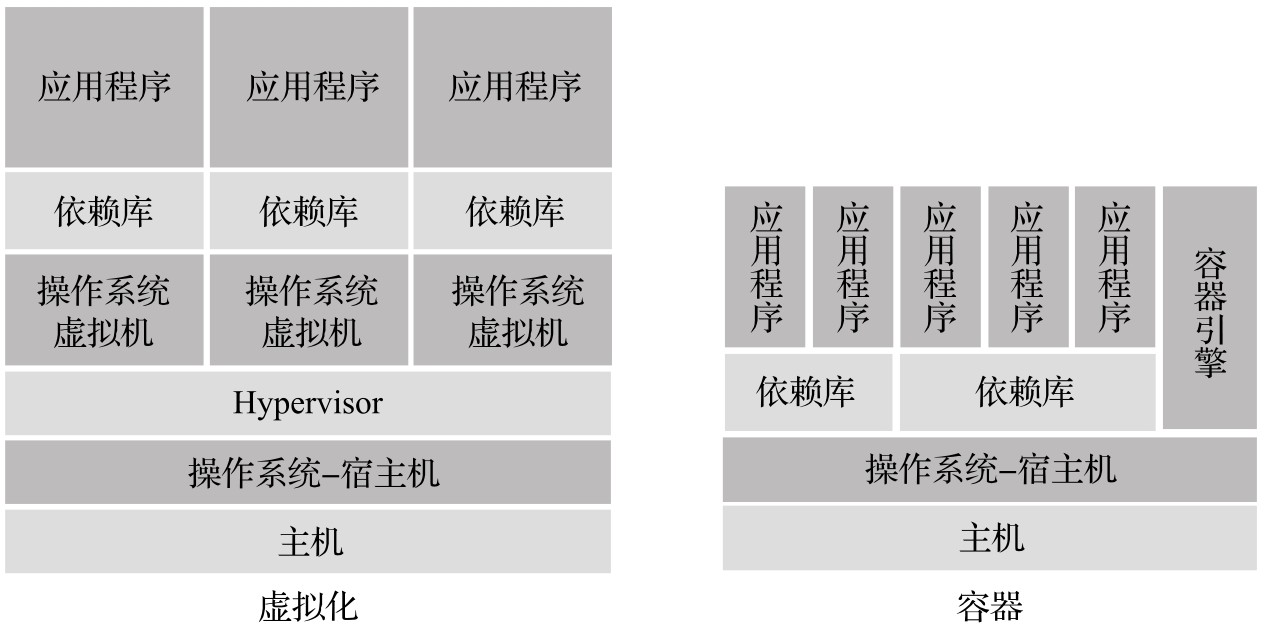 应用程序
应用程序
应用程序
依赖库
依赖库
依赖库
操作系统
虚拟机
操作系统
虚拟机
操作系统
虚拟机
Hypervisor
操作系统–宿主机
主机
虚拟化
应用程序
应用程序
应用程序
应用程序
应用程序
容器引擎
依赖库
依赖库
操作系统–宿主机
主机
容器